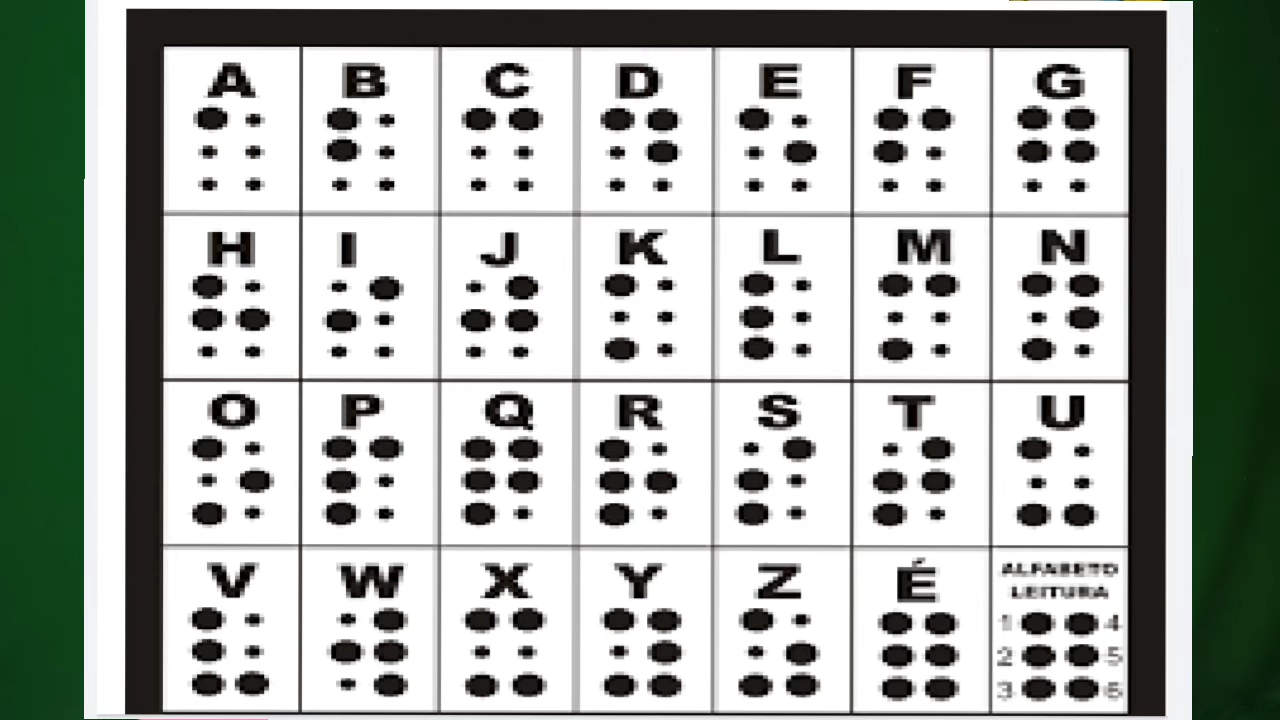 A B C D E F G
H I J K L M N
O P Q R S T U
V W X Y Z É ALFABETO
LEITURA
1 4
2 5
3 6